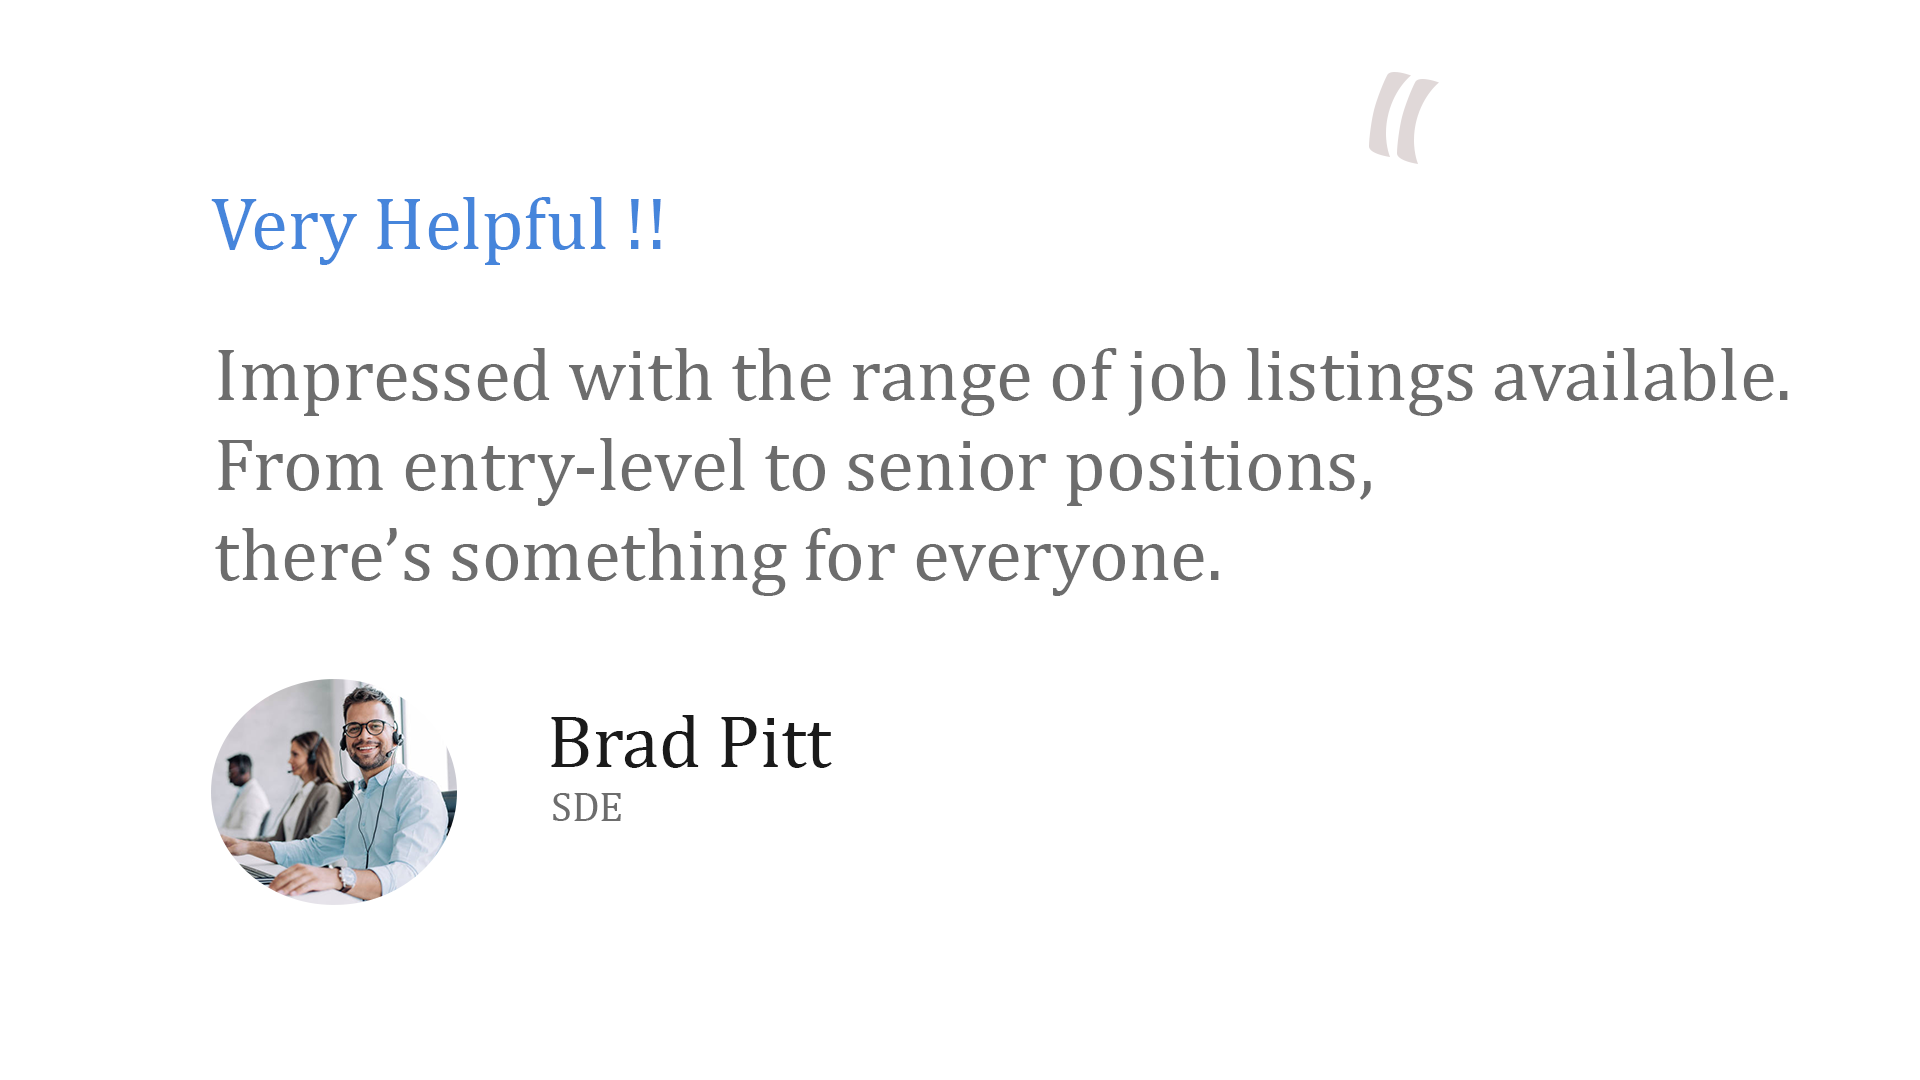 “
Very Helpful !!
Impressed with the range of job listings available.
From entry-level to senior positions,
there’s something for everyone.
Brad Pitt
SDE